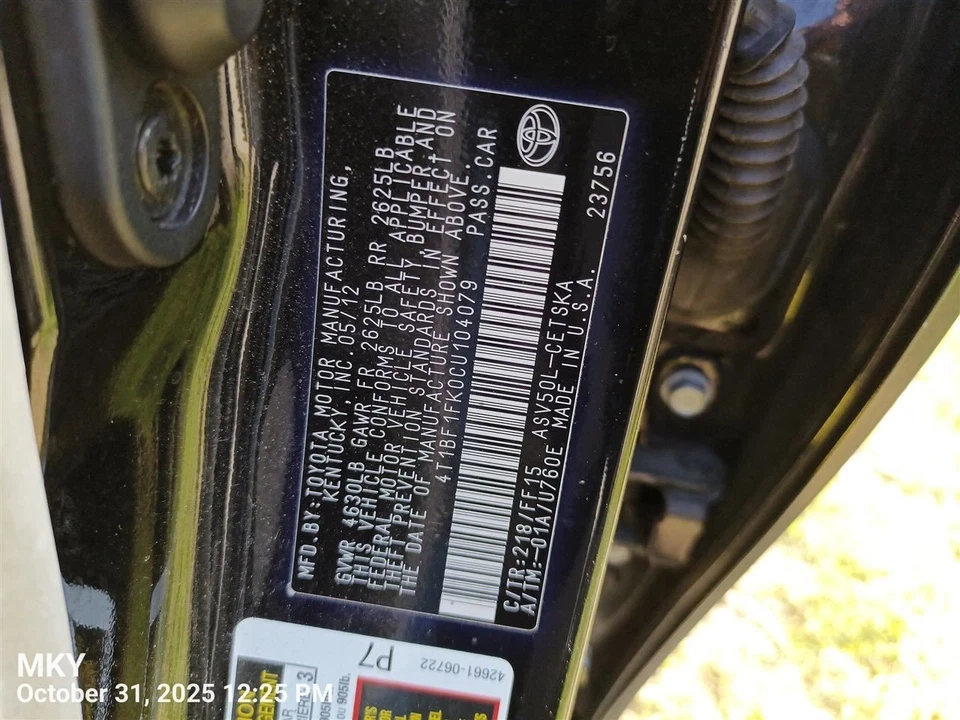 MFD.BY:TOYOTA MOTOR MANUFACTURING,
KENTUCKY, INC. 05/12
GVWR 4630LB GAWR FR 2625LB RR 2625LB
THIS VEHICLE CONFORMS TO ALL APPLICABLE
FEDERAL MOTOR VEHICLE SAFETY, BUMPER, AND
THEFT PREVENTION STANDARDS IN EFFECT ON
THE DATE OF MANUFACTURE SHOWN ABOVE.
4T1BF1FK0CU104079 PASS.CAR
C/TR:218/FF15 ASV50L-CETSKA
A/TM:-01A/U760E MADE IN U.S.A. 23756
P7
42661-06722
MKY
October 31, 2025 12:25 PM